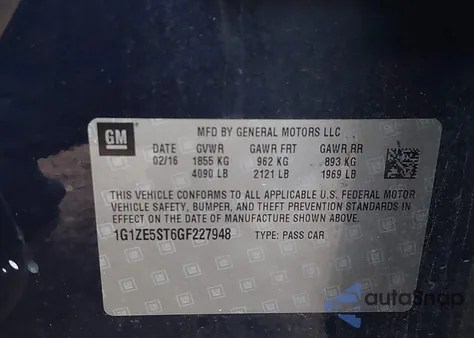 GM
MFD BY GENERAL MOTORS LLC
DATE GVWR GAWR FRT GAWR RR
02/16 1855 KG 962 KG 893 KG
4090 LB 2121 LB 1969 LB
THIS VEHICLE CONFORMS TO ALL APPLICABLE U.S. FEDERAL MOTOR
VEHICLE SAFETY, BUMPER, AND THEFT PREVENTION STANDARDS IN
EFFECT ON THE DATE OF MANUFACTURE SHOWN ABOVE.
1G1ZE5ST6GF227948 TYPE: PASS CAR
autoSnap